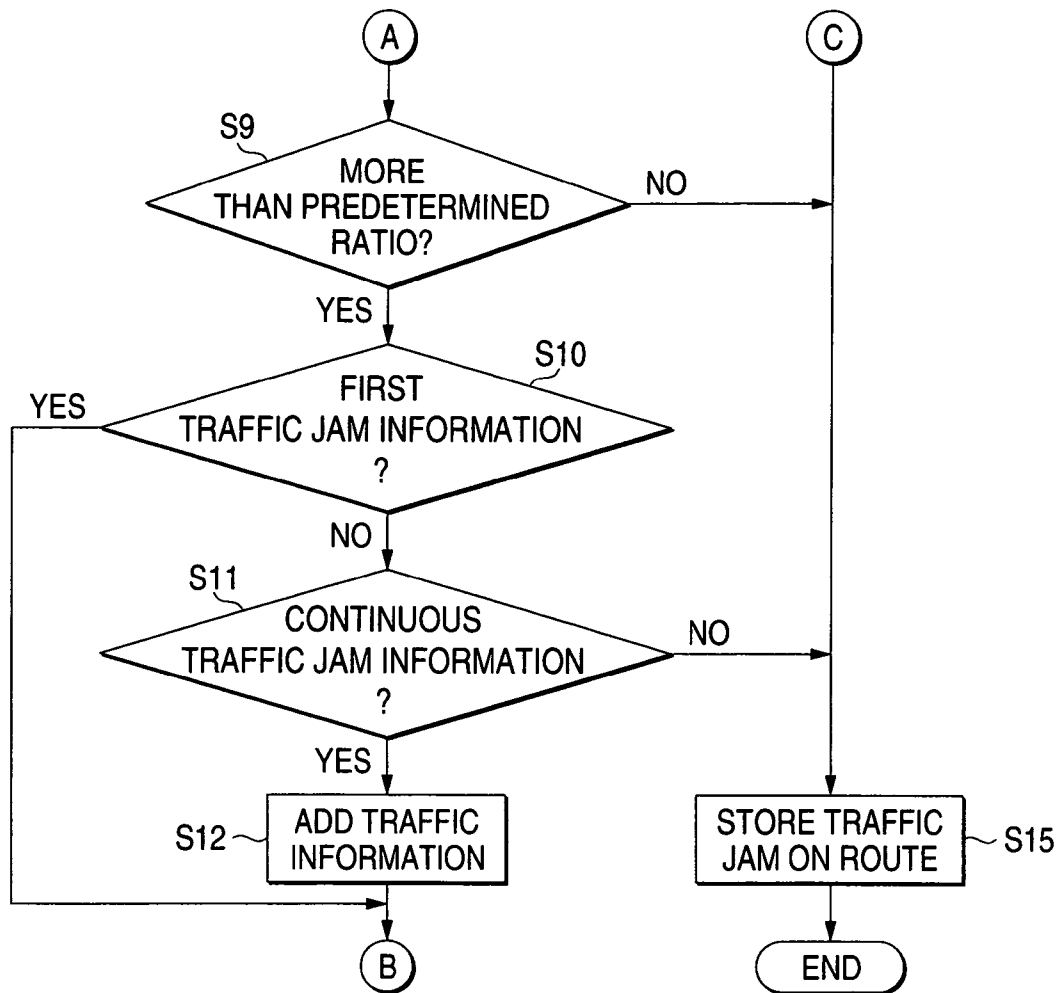 A
C
S9
MORE
THAN PREDETERMINED
RATIO?
NO
YES
S10
FIRST
TRAFFIC JAM INFORMATION
?
YES
NO
S11
CONTINUOUS
TRAFFIC JAM INFORMATION
?
NO
YES
S12
ADD TRAFFIC
INFORMATION
STORE TRAFFIC
JAM ON ROUTE
S15
B
END